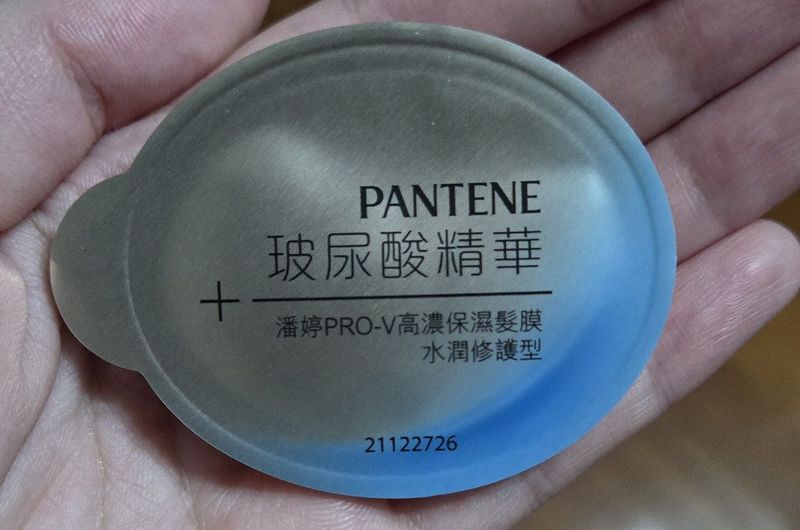 PANTENE
玻尿酸精華
+
潘婷PRO-V高濃保濕髮膜
水潤修護型
21122726